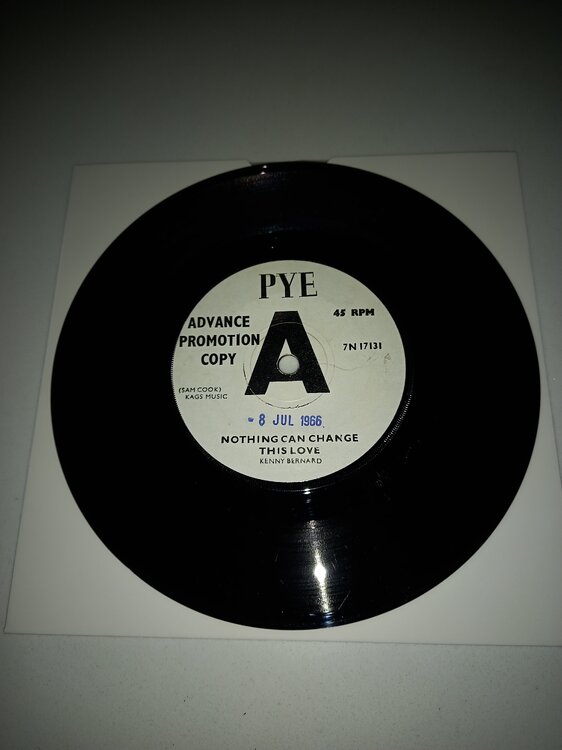 PYE
45 RPM
ADVANCE
PROMOTION
COPY
A
7N 17131
(SAM COOK)
KAGS MUSIC
- 8 JUL 1966
NOTHING CAN CHANGE
THIS LOVE
KENNY BERNARD